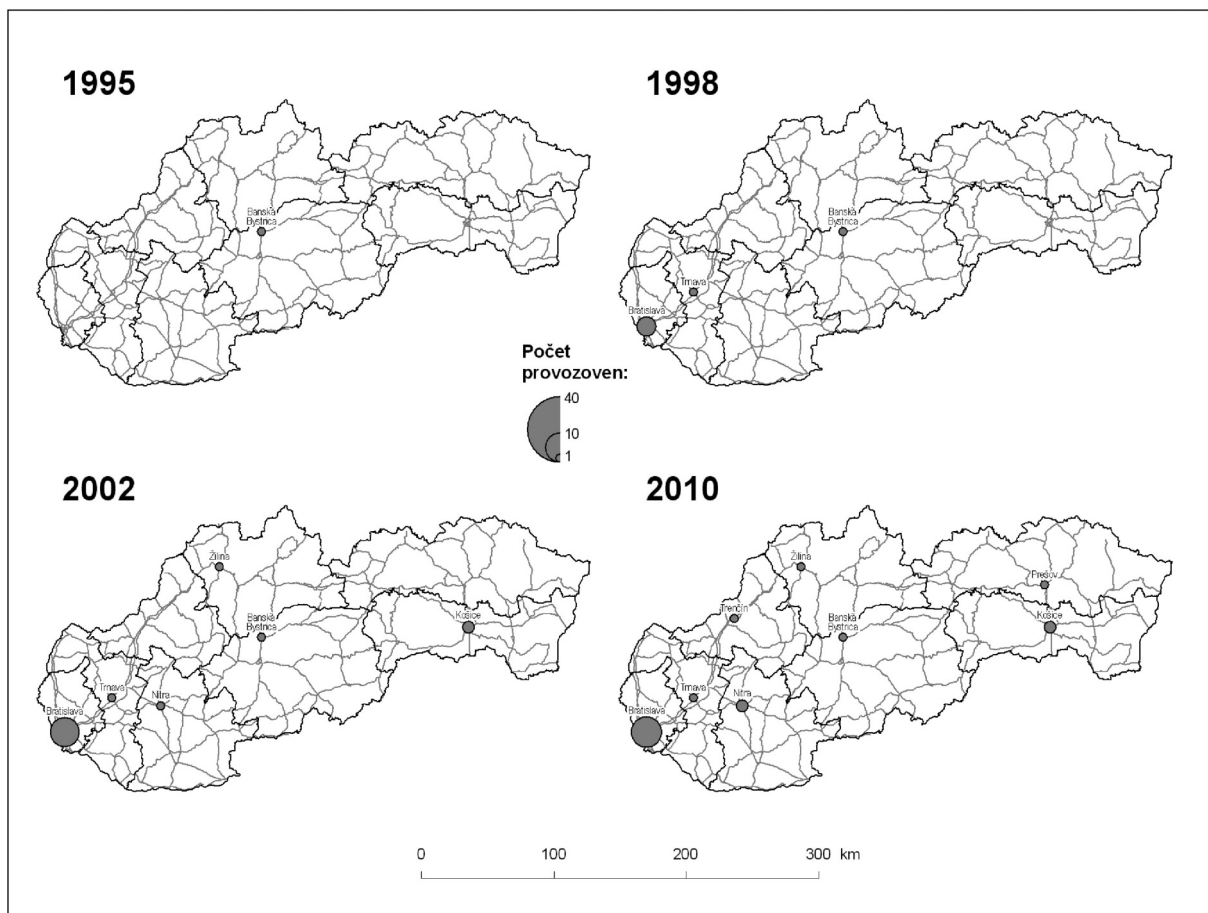 1995
Banská
Bystrica
1998
Banská
Bystrica
Trnava
Bratislava
Počet
provozoven:
40
10
1
2002
Žilina
Banská
Bystrica
Košice
Trnava
Nitra
Bratislava
2010
Žilina
Prešov
Trenčín
Banská
Bystrica
Košice
Trnava
Nitra
Bratislava
0 100 200 300 km